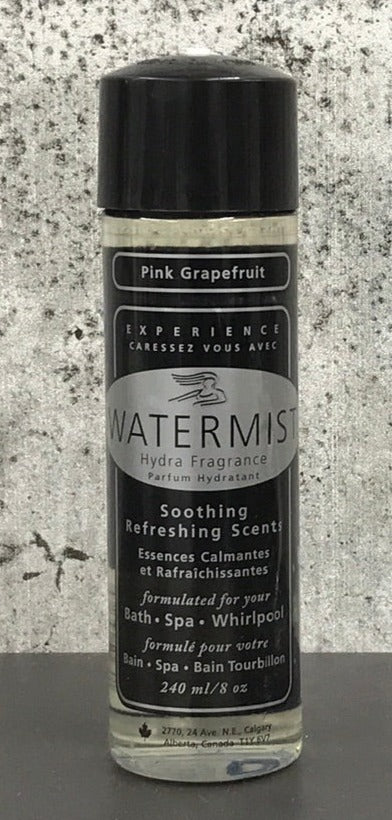 Pink Grapefruit
EXPERIENCE
CARESSEZ VOUS AVEC
WATERMIST
Hydra Fragrance
Parfum Hydratant
Soothing
Refreshing Scents
Essences Calmantes
et Rafraîchissantes
formulated for your
Bath • Spa • Whirlpool
formulé pour votre
Bain • Spa • Bain Tourbillon
240 ml/8 oz
2770, 24 Ave. N.E., Calgary
Alberta, Canada T1Y 6V7